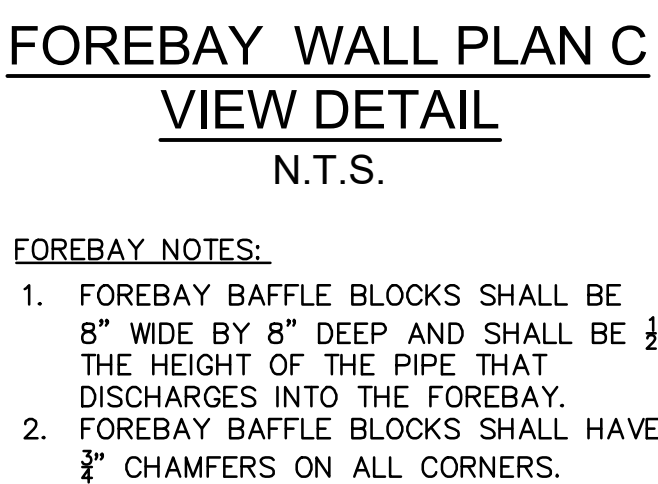 FOREBAY WALL PLAN C
VIEW DETAIL
N.T.S.
FOREBAY NOTES:
1. FOREBAY BAFFLE BLOCKS SHALL BE
8” WIDE BY 8” DEEP AND SHALL BE ½
THE HEIGHT OF THE PIPE THAT
DISCHARGES INTO THE FOREBAY.
2. FOREBAY BAFFLE BLOCKS SHALL HAVE
¾” CHAMFERS ON ALL CORNERS.